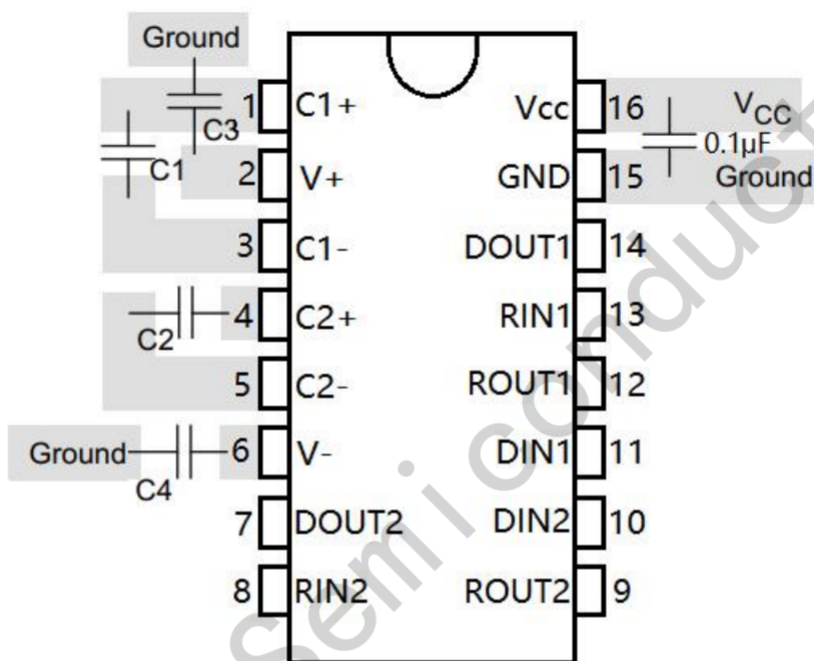 Ground
C3
C1
1 C1+
2 V+
3 C1-
C2
4 C2+
5 C2-
Ground
C4
6 V-
7 DOUT2
8 RIN2
Vcc 16
VCC
0.1μF
GND 15
Ground
DOUT1 14
RIN1 13
ROUT1 12
DIN1 11
DIN2 10
ROUT2 9
Semiconduct